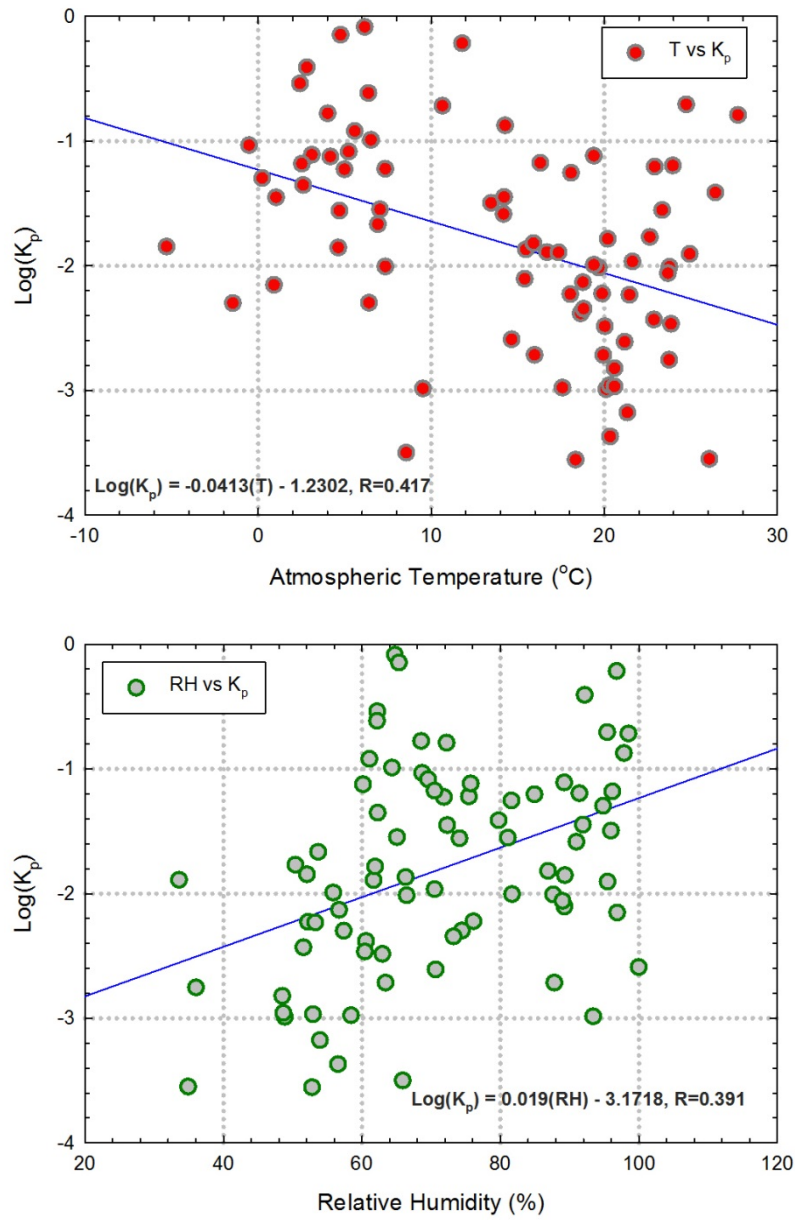 0
T vs Kp
-1
Log(Kp)
-2
-3
Log(Kp) = -0.0413(T) - 1.2302, R=0.417
-4
-10 0 10 20 30
Atmospheric Temperature (oC)
0
RH vs Kp
-1
Log(Kp)
-2
-3
Log(Kp) = 0.019(RH) - 3.1718, R=0.391
-4
20 40 60 80 100 120
Relative Humidity (%)